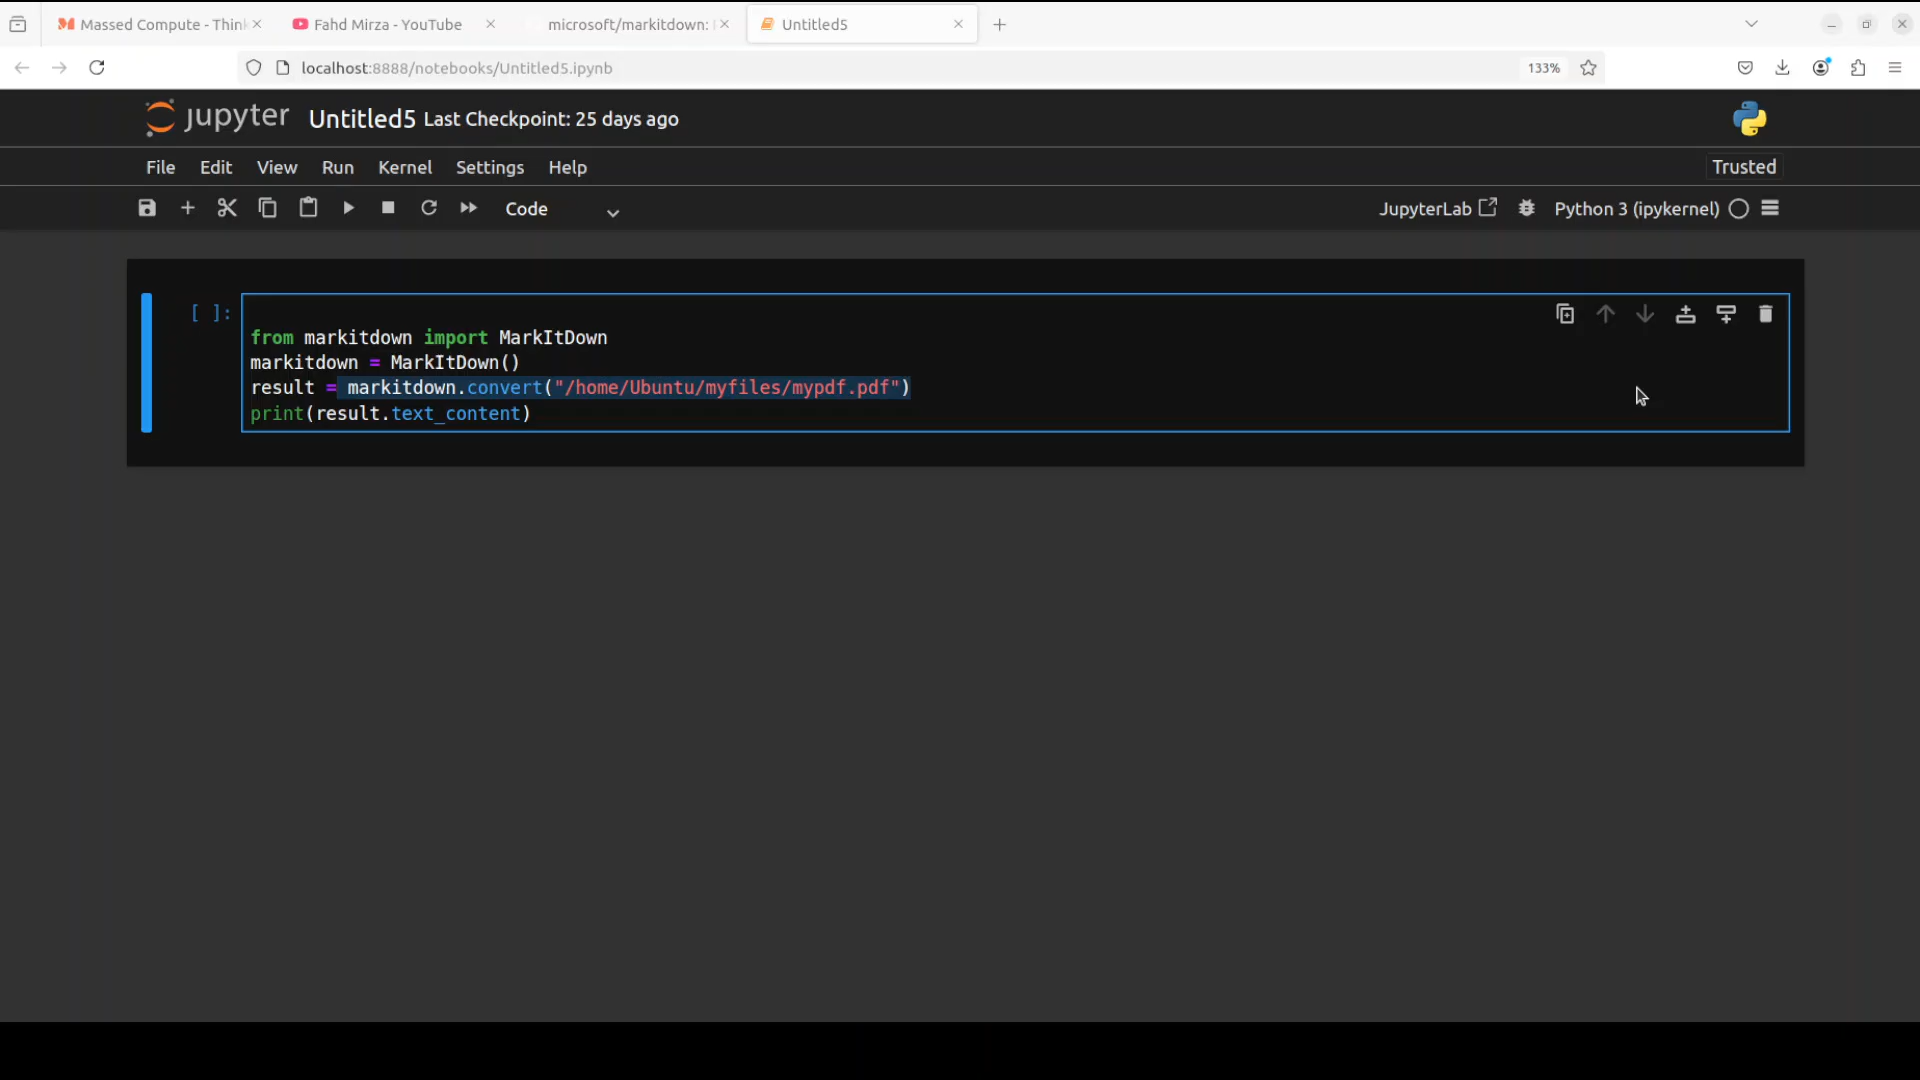 Massed Compute - Think
Fahd Mirza - YouTube
microsoft/markitdown:
Untitled5
localhost:8888/notebooks/Untitled5.ipynb
133%
jupyter Untitled5 Last Checkpoint: 25 days ago
File Edit View Run Kernel Settings Help
Trusted
Code
JupyterLab
Python 3 (ipykernel)
[ ]:
from markitdown import MarkItDown
markitdown = MarkItDown()
result = markitdown.convert("/home/Ubuntu/myfiles/mypdf.pdf")
print(result.text_content)